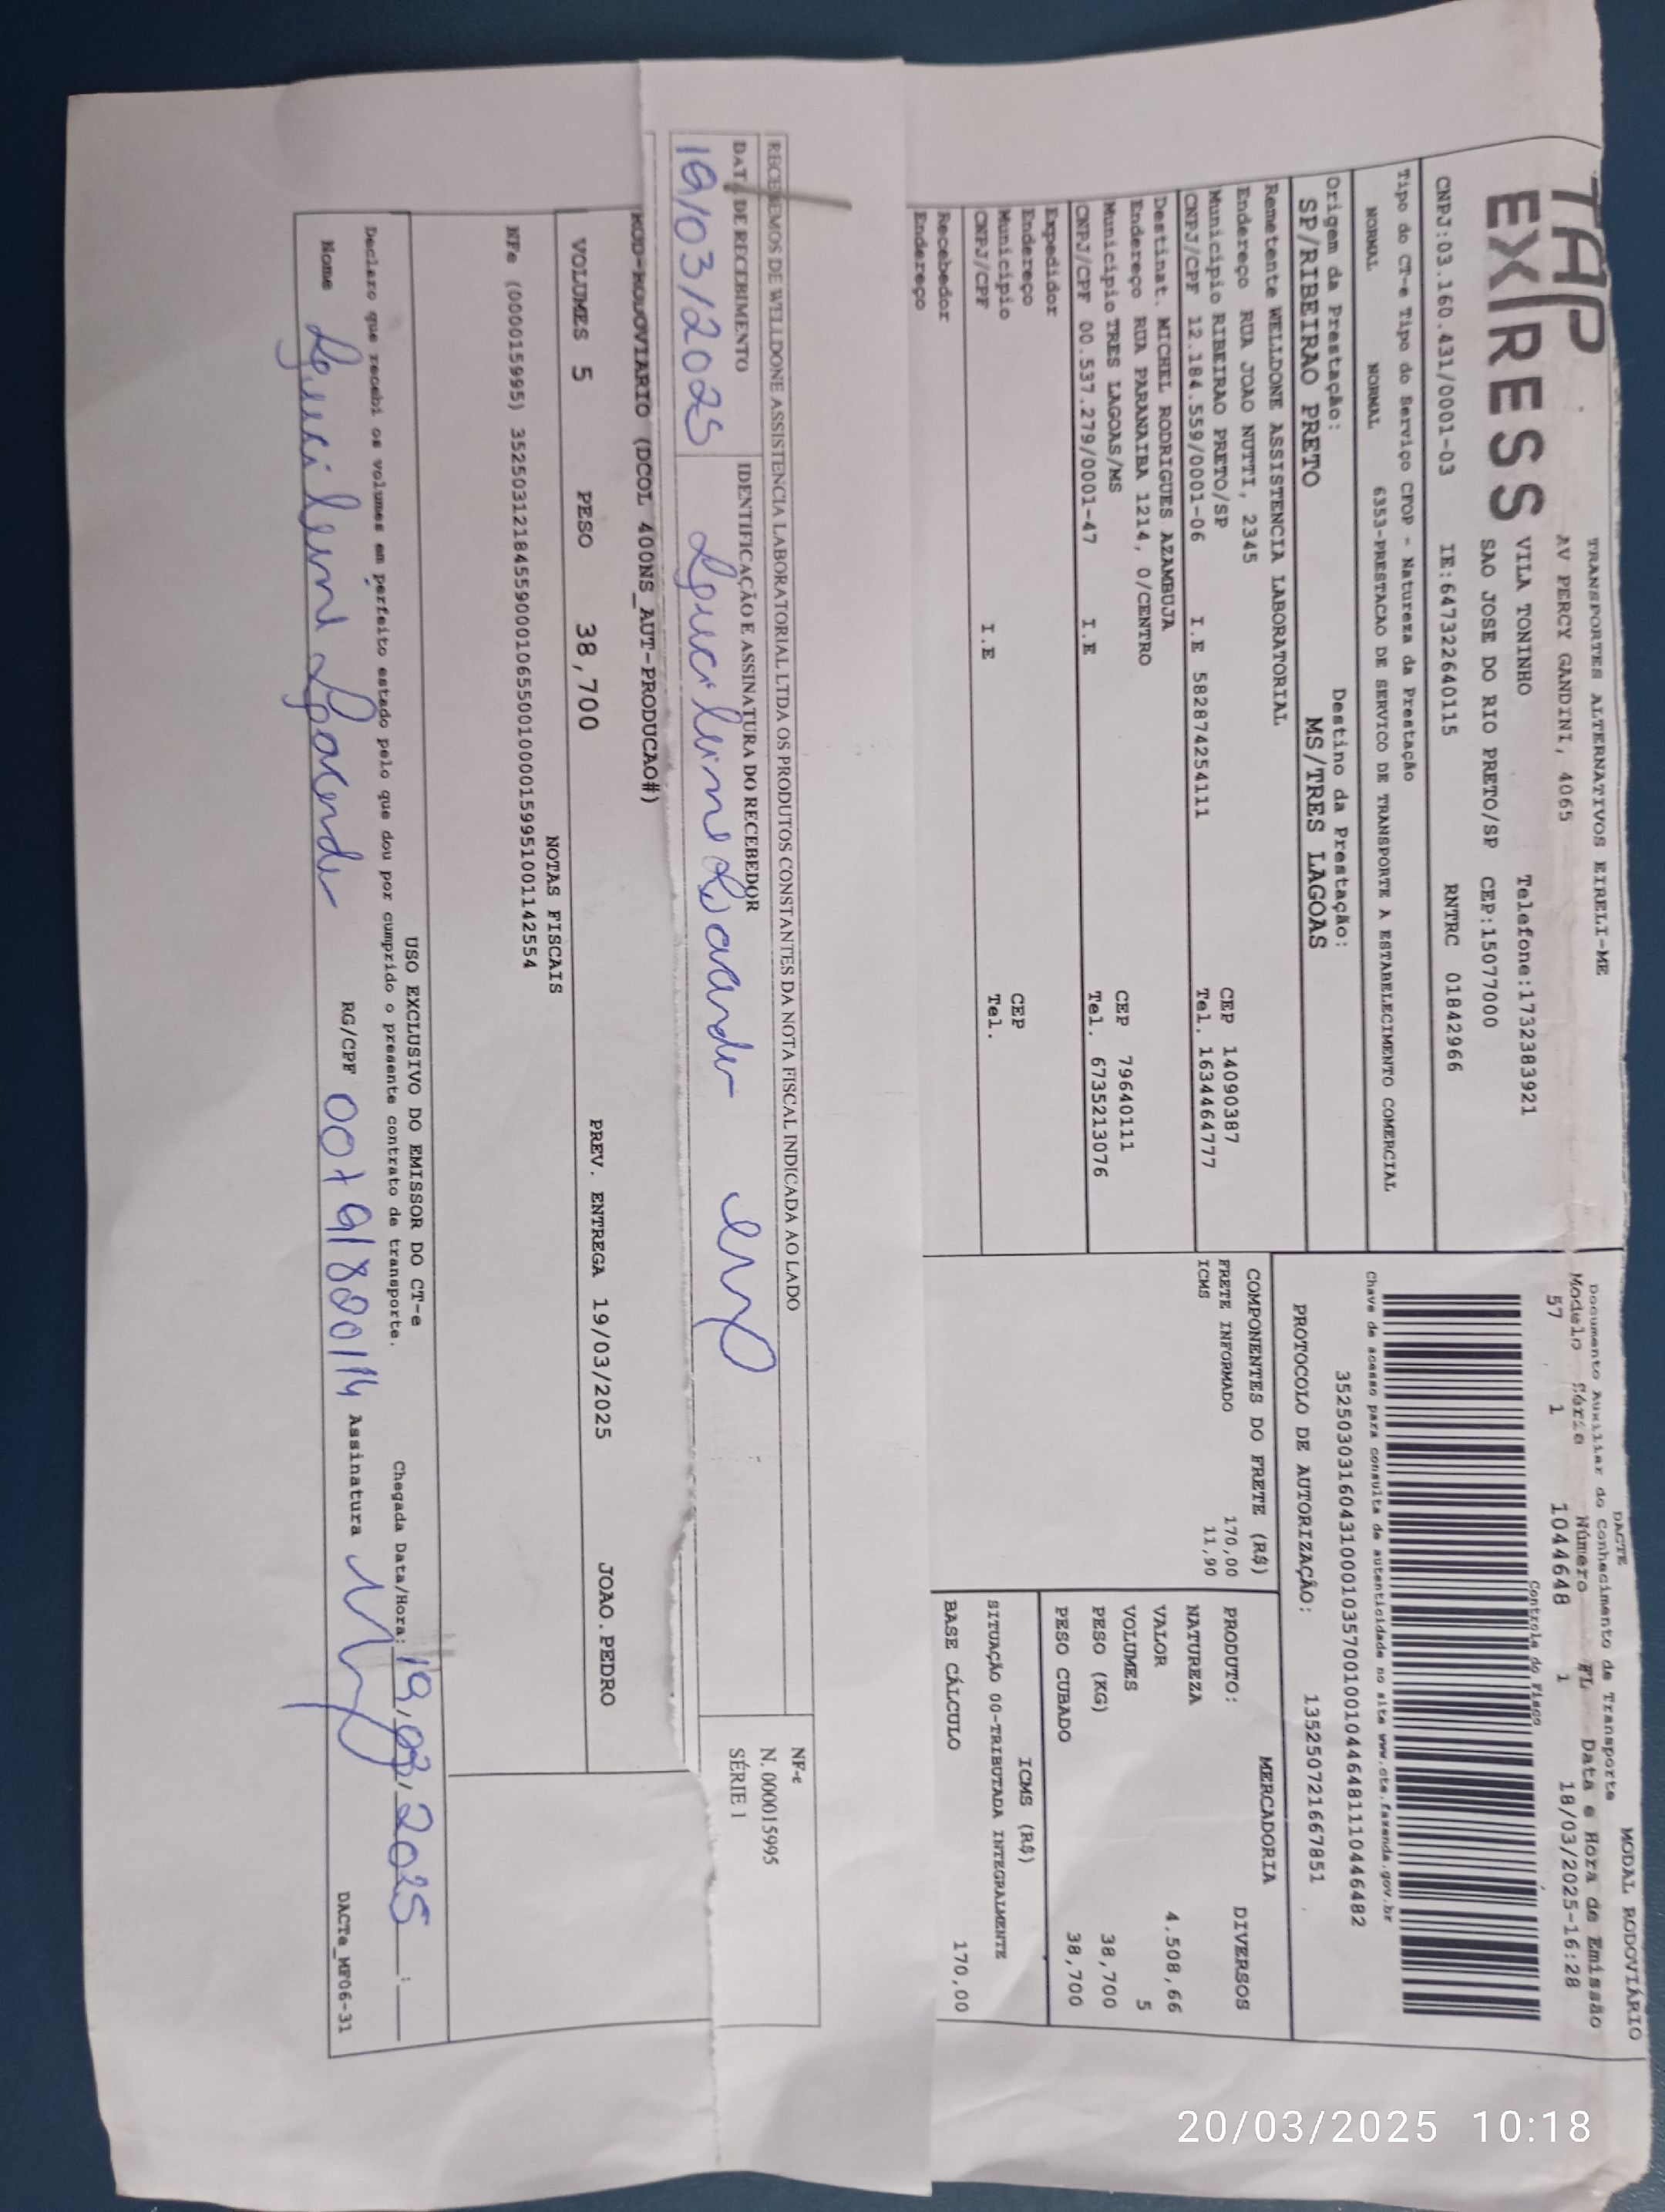 TAP
EXPRESS
TRANSPORTES ALTERNATIVOS EIRELI-ME
AV PERCY GANDINI, 4065
VILA TONINHO Telefone:1732383921
SAO JOSE DO RIO PRETO/SP CEP:15077000
CNPJ:03.160.431/0001-03 IE:647322640115 RNTRC 01842966
Tipo do CT-e Tipo do Serviço CFOP - Natureza da Prestação
NORMAL NORMAL 6353-PRESTACAO DE SERVICO DE TRANSPORTE A ESTABELECIMENTO COMERCIAL
Origem da Prestação: Destino da Prestação:
SP/RIBEIRAO PRETO MS/TRES LAGOAS
Remetente WELLDONE ASSISTENCIA LABORATORIAL
Endereço RUA JOAO NUTTI, 2345
Municipio RIBEIRAO PRETO/SP CEP 14090387
CNPJ/CPF 12.184.559/0001-06 I.E 582874254111 Tel. 1634464777
Destinat. MICHEL RODRIGUES AZAMBUJA
Endereço RUA PARANAIBA 1214, 0/CENTRO
Municipio TRES LAGOAS/MS CEP 79640111
CNPJ/CPF 00.537.279/0001-47 I.E Tel. 6735213076
Expedidor
Endereço
Municipio CEP
CNPJ/CPF I.E Tel.
Recebedor
Endereço
MODAL RODOVIÁRIO
DACTE
Documento Auxiliar do Conhecimento de Transporte
Modelo Série Número FL Data e Hora de Emissão
57 1 1044648 1 18/03/2025-16:28
Controle do Fisco
Chave de acesso para consulta de autenticidade no site www.cte.fazenda.gov.br
35250303160431000103570010010446481110446482
PROTOCOLO DE AUTORIZAÇÃO: 135250721667851
COMPONENTES DO FRETE (R$)
FRETE INFORMADO 170,00
ICMS 11,90
MERCADORIA
PRODUTO: DIVERSOS
NATUREZA
VALOR 4.508,66
VOLUMES 5
PESO (KG) 38,700
PESO CUBADO 38,700
ICMS (R$)
SITUAÇÃO 00-TRIBUTADA INTEGRALMENTE
BASE CÁLCULO 170,00
RECEBEMOS DE WELLDONE ASSISTENCIA LABORATORIAL LTDA OS PRODUTOS CONSTANTES DA NOTA FISCAL INDICADA AO LADO
DATA DE RECEBIMENTO IDENTIFICAÇÃO E ASSINATURA DO RECEBEDOR
19/03/2025
NF-e
N. 000015995
SÉRIE 1
MOD-RODOVIARIO (DCOL 400NS_AUT-PRODUCAO#)
VOLUMES 5 PESO 38,700 PREV. ENTREGA 19/03/2025 JOAO.PEDRO
NOTAS FISCAIS
NFe (000015995) 35250312184559000106550010000159951001142554
USO EXCLUSIVO DO EMISSOR DO CT-e
Declaro que recebi os volumes em perfeito estado pelo que dou por cumprido o presente contrato de transporte. Chegada Data/Hora: 19/03/2025 :
Nome RG/CPF Assinatura
DACTe_MF06-31
20/03/2025 10:18